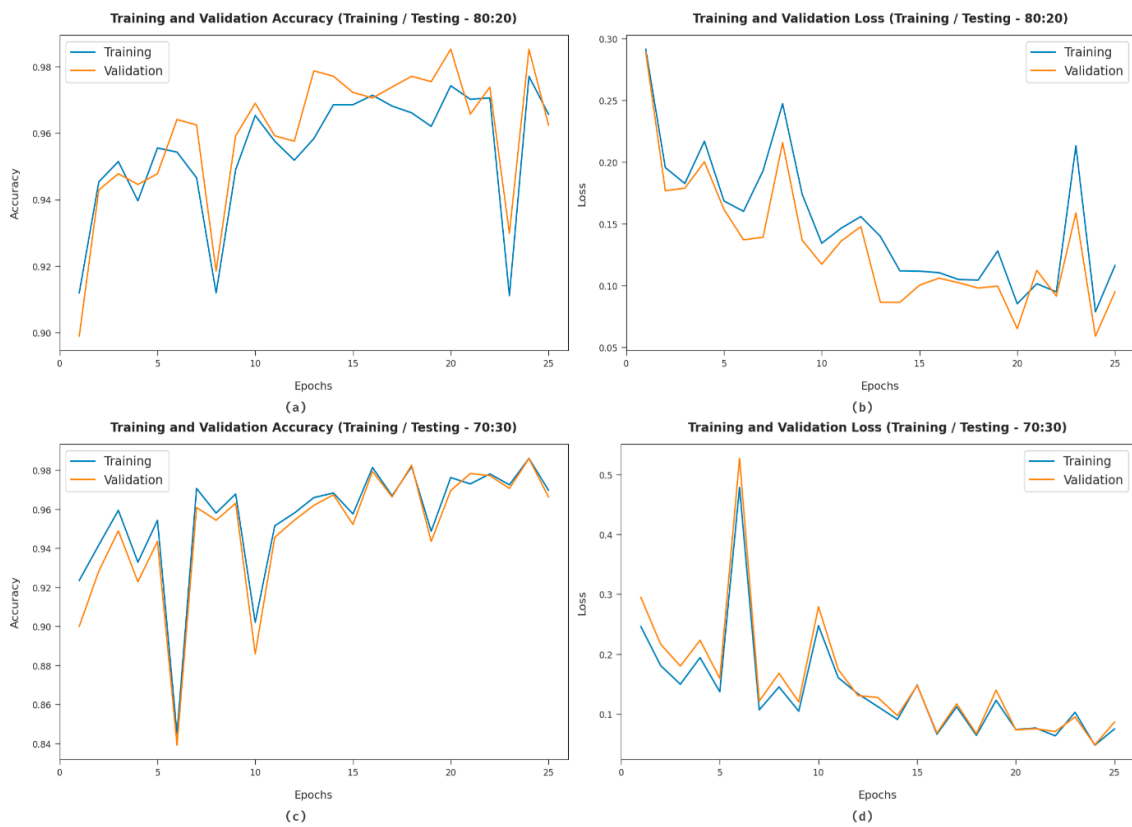 Training and Validation Accuracy (Training / Testing - 80:20)
Training
Validation
0.98
0.96
0.94
0.92
0.90
Accuracy
0
5
10
15
20
25
Epochs
(a)
Training and Validation Loss (Training / Testing - 80:20)
Training
Validation
0.30
0.25
0.20
0.15
0.10
0.05
Loss
0
5
10
15
20
25
Epochs
(b)
Training and Validation Accuracy (Training / Testing - 70:30)
Training
Validation
0.98
0.96
0.94
0.92
0.90
0.88
0.86
0.84
Accuracy
0
5
10
15
20
25
Epochs
(c)
Training and Validation Loss (Training / Testing - 70:30)
Training
Validation
0.5
0.4
0.3
0.2
0.1
Loss
0
5
10
15
20
25
Epochs
(d)